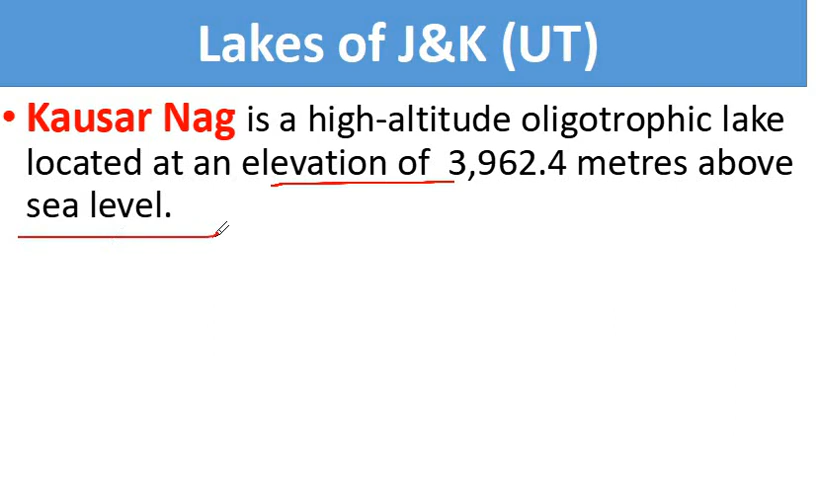 Lakes of J&K (UT)
• Kausar Nag is a high-altitude oligotrophic lake
located at an elevation of 3,962.4 metres above
sea level.